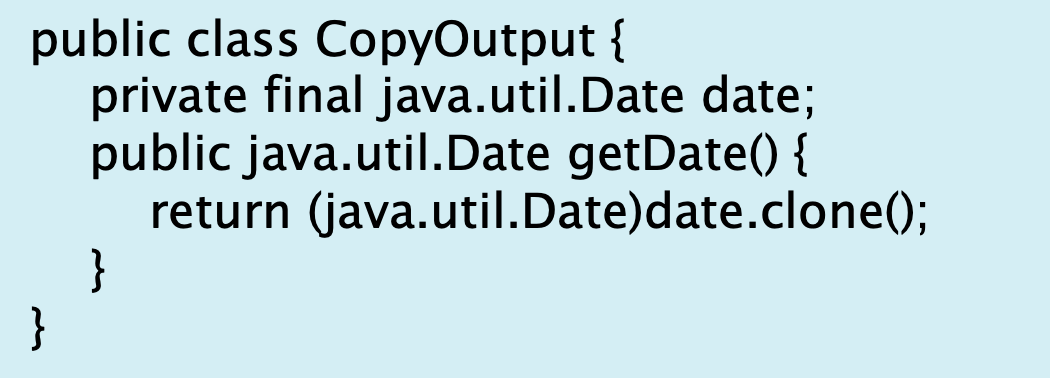 public class CopyOutput {
private final java.util.Date date;
public java.util.Date getDate() {
return (java.util.Date)date.clone();
}
}